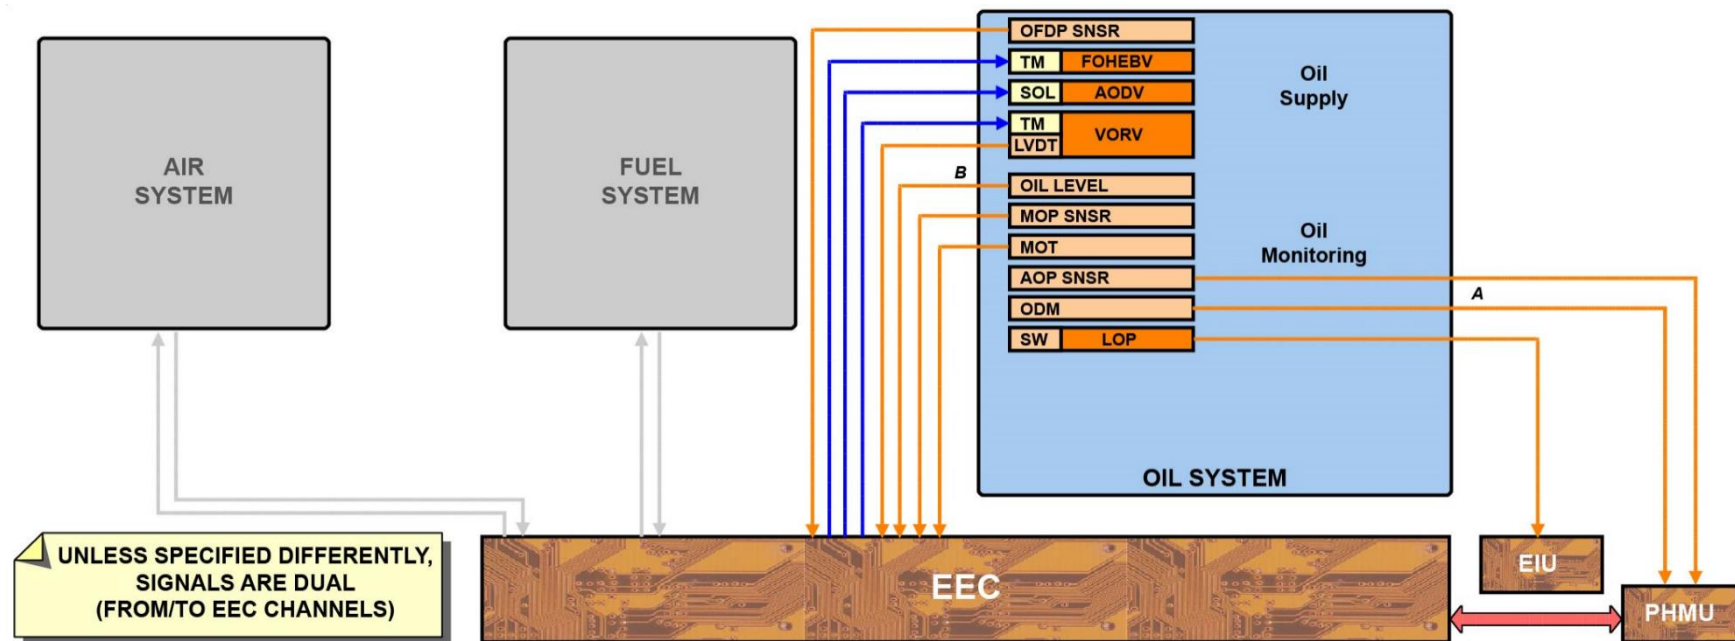 AIR
SYSTEM
FUEL
SYSTEM
OFDP SNSR
TM FOHEBV
SOL AODV
TM
VORV
LVDT
OIL LEVEL
MOP SNSR
MOT
AOP SNSR
ODM
SW LOP
Oil
Supply
Oil
Monitoring
B
A
OIL SYSTEM
UNLESS SPECIFIED DIFFERENTLY,
SIGNALS ARE DUAL
(FROM/TO EEC CHANNELS)
EEC
EIU
PHMU